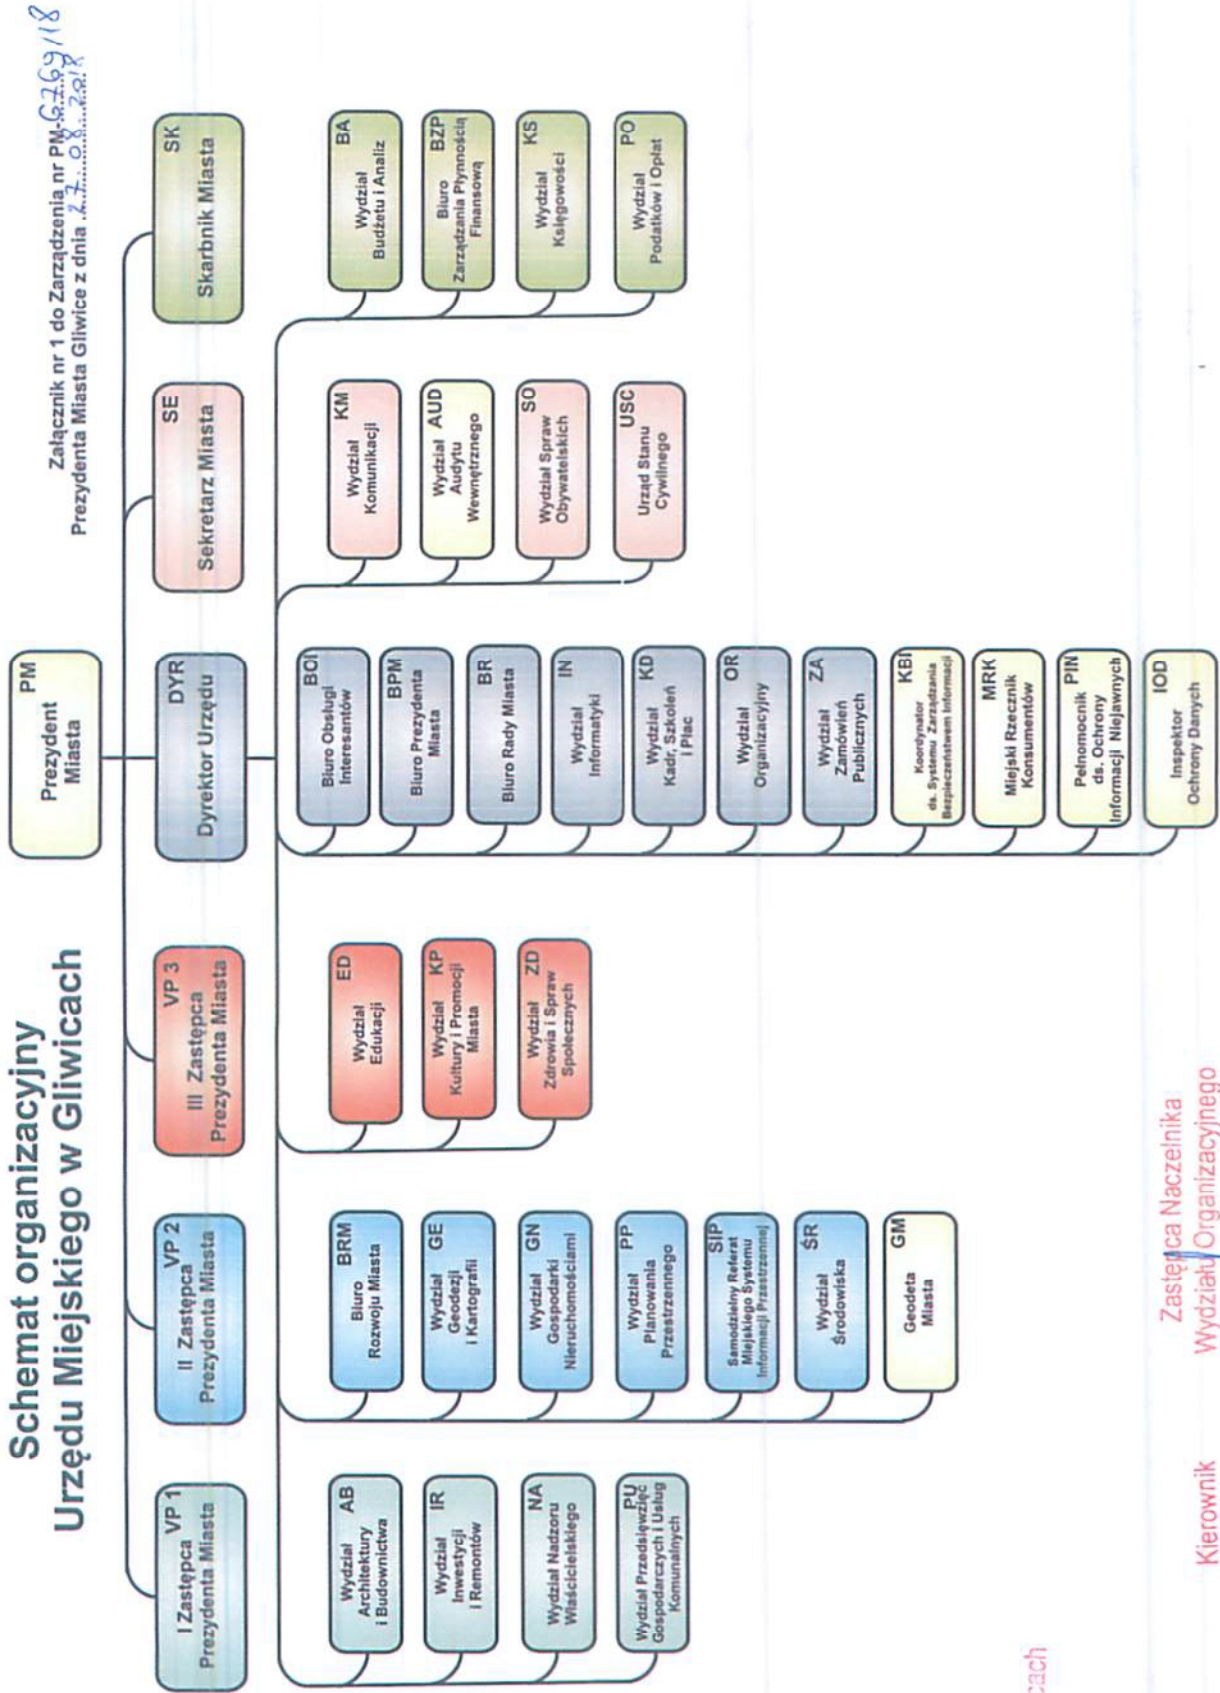 Załącznik nr 1 do Zarządzenia nr PM-6769/18
Prezydenta Miasta Gliwice z dnia 27.08.2018
Schemat organizacyjny
Urzędu Miejskiego w Gliwicach
PM
Prezydent
Miasta
VP 1
I Zastępca
Prezydenta Miasta
VP 2
II Zastępca
Prezydenta Miasta
VP 3
III Zastępca
Prezydenta Miasta
DYR
Dyrektor Urzędu
SE
Sekretarz Miasta
SK
Skarbnik Miasta
AB
Wydział
Architektury
i Budownictwa
IR
Wydział
Inwestycji
i Remontów
NA
Wydział Nadzoru
Właścicielskiego
PU
Wydział Przedsięwzięć
Gospodarczych i Usług
Komunalnych
BRM
Biuro
Rozwoju Miasta
GE
Wydział
Geodezji
i Kartografii
GN
Wydział
Gospodarki
Nieruchomościami
PP
Wydział
Planowania
Przestrzennego
SIP
Samodzielny Referat
Miejskiego Systemu
Informacji Przestrzennej
ŚR
Wydział
Środowiska
GM
Geodeta
Miasta
ED
Wydział
Edukacji
KP
Wydział
Kultury i Promocji
Miasta
ZD
Wydział
Zdrowia i Spraw
Społecznych
BOI
Biuro Obsługi
Interesantów
BPM
Biuro Prezydenta
Miasta
BR
Biuro Rady Miasta
IN
Wydział
Informatyki
KD
Wydział
Kadr, Szkoleń
i Płac
OR
Wydział
Organizacyjny
ZA
Wydział
Zamówień
Publicznych
KBI
Koordynator
ds. Systemu Zarządzania
Bezpieczeństwem Informacji
MRK
Miejski Rzecznik
Konsumentów
PIN
Pełnomocnik
ds. Ochrony
Informacji Niejawnych
IOD
Inspektor
Ochrony Danych
KM
Wydział
Komunikacji
AUD
Wydział
Audytu
Wewnętrznego
SO
Wydział Spraw
Obywatelskich
USC
Urząd Stanu
Cywilnego
BA
Wydział
Budżetu i Analiz
BZP
Biuro
Zarządzania Płynnością
Finansową
KS
Wydział
Księgowości
PO
Wydział
Podatków i Opłat
cach
Kierownik
Zastępca Naczelnika
Wydziału Organizacyjnego